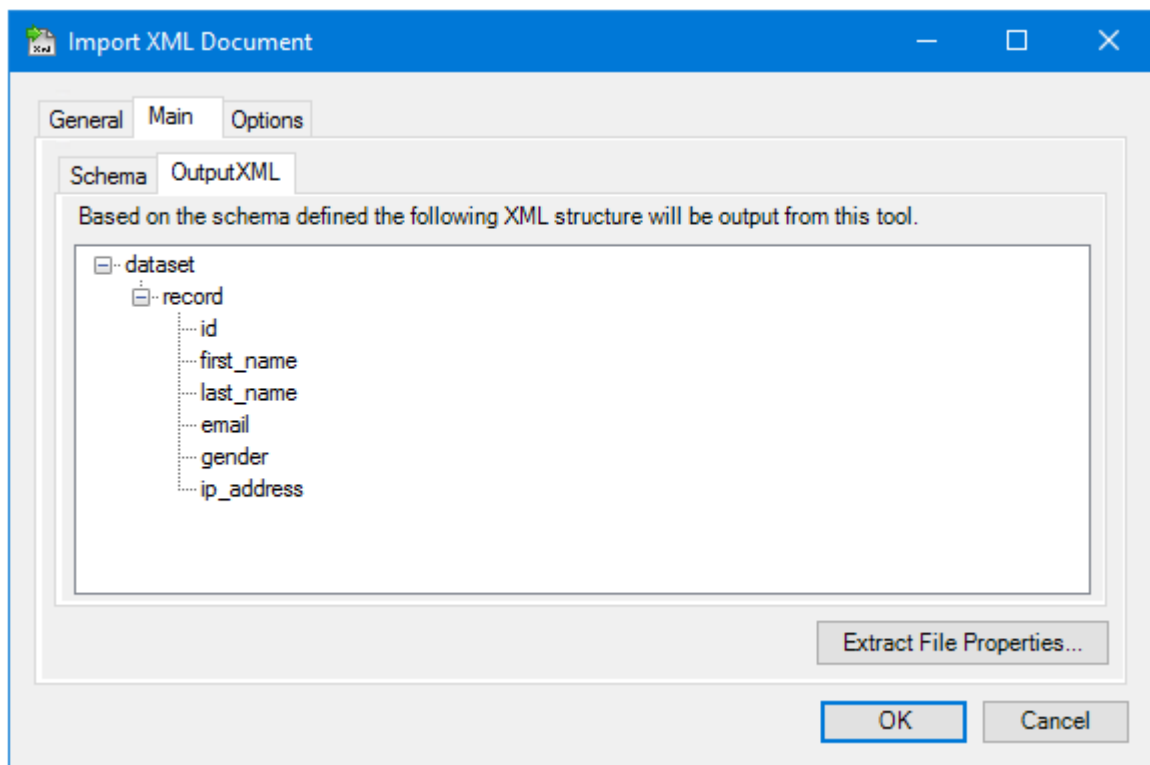 Import XML Document
General Main Options
Schema OutputXML
Based on the schema defined the following XML structure will be output from this tool.
dataset
record
id
first_name
last_name
email
gender
ip_address
Extract File Properties...
OK Cancel